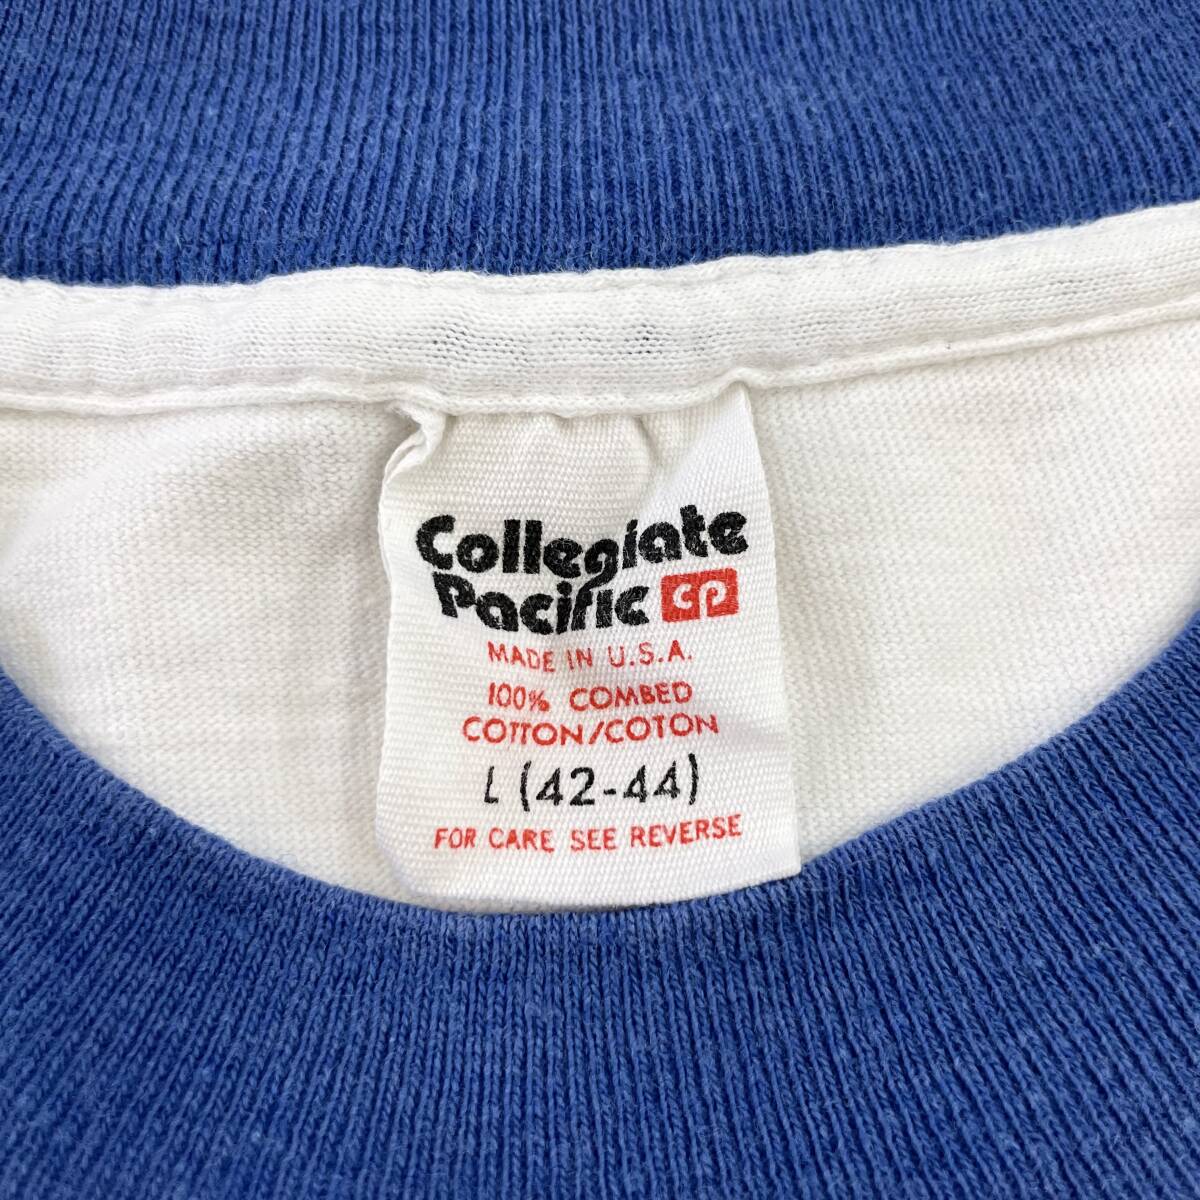 Collegiate
Pacific CP
MADE IN U.S.A.
100% COMBED
COTTON/COTON
L (42-44)
FOR CARE SEE REVERSE